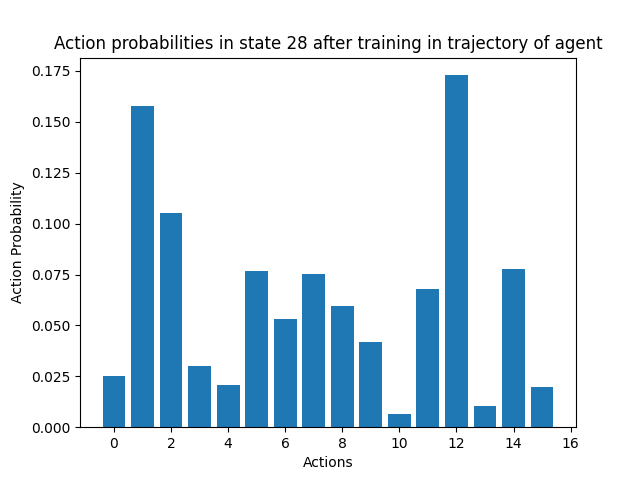 Action probabilities in state 28 after training in trajectory of agent
0.175
0.150
0.125
0.100
0.075
0.050
0.025
0.000
Action Probability
0 2 4 6 8 10 12 14 16
Actions